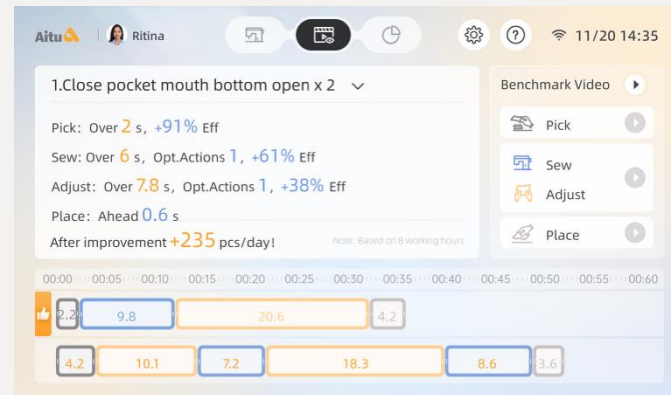 Aitu
Ritina
11/20 14:35
1.Close pocket mouth bottom open x 2
Pick: Over 2 s, +91% Eff
Sew: Over 6 s, Opt.Actions 1, +61% Eff
Adjust: Over 7.8 s, Opt.Actions 1, +38% Eff
Place: Ahead 0.6 s
After improvement +235 pcs/day!
Note: Based on 8 working hours
Benchmark Video
Pick
Sew
Adjust
Place
00:00 00:05 00:10 00:15 00:20 00:25 00:30 00:35 00:40 00:45 00:50 00:55 00:60
2.2 9.8 20.6 4.2
4.2 10.1 7.2 18.3 8.6 3.6